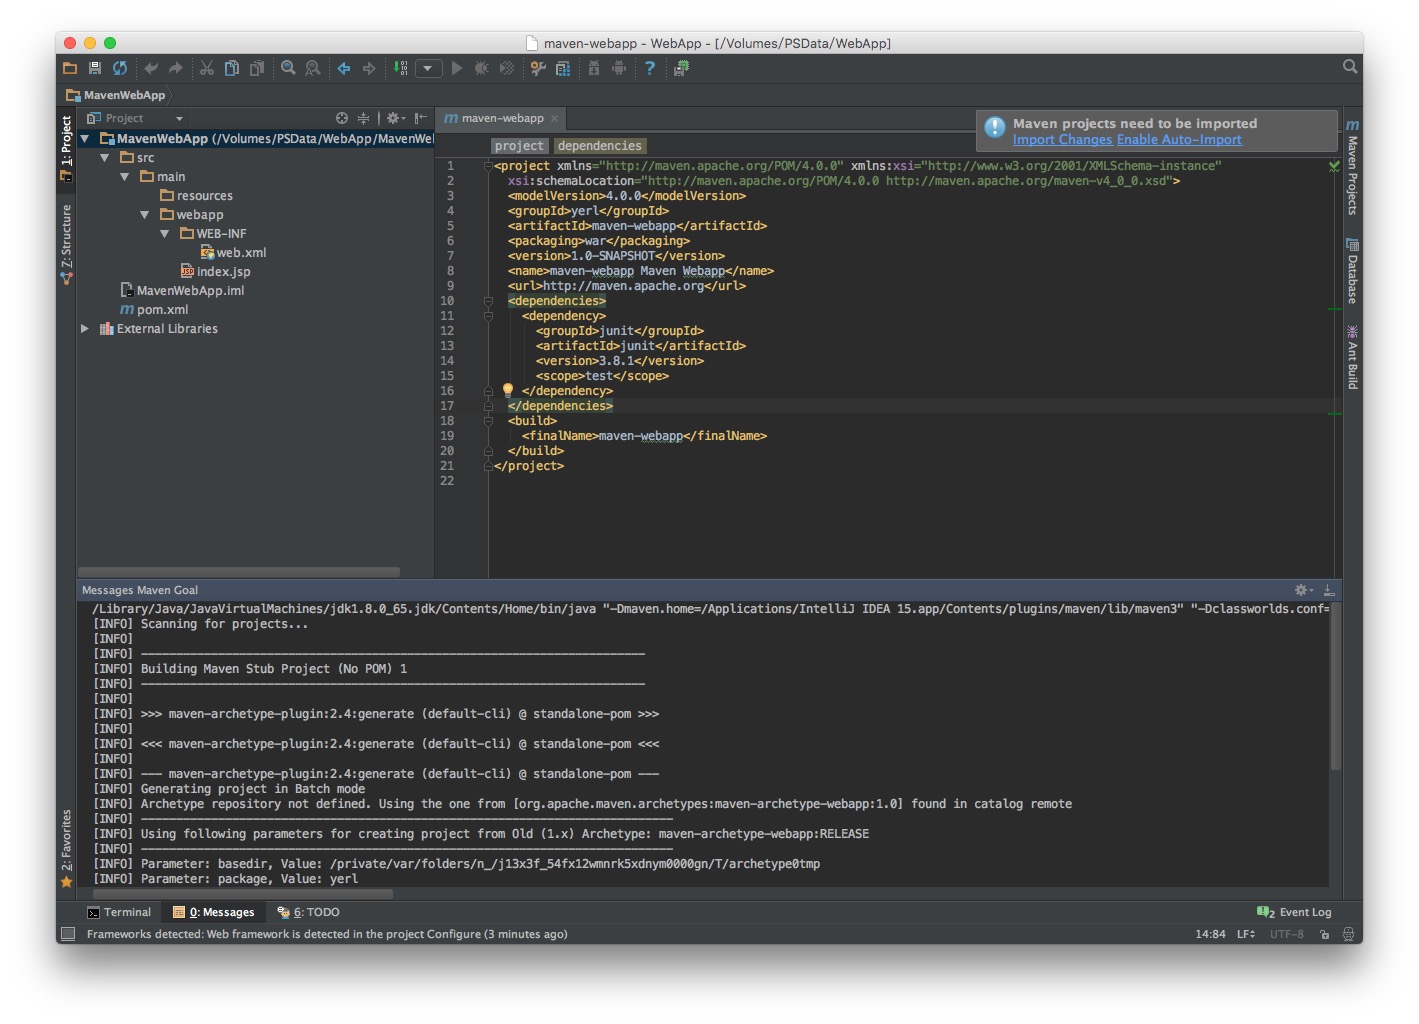 maven-webapp - WebApp - [/Volumes/PSData/WebApp]
MavenWebApp
1: Project
7: Structure
2: Favorites
Project
MavenWebApp (/Volumes/PSData/WebApp/MavenWel
src
main
resources
webapp
WEB-INF
web.xml
index.jsp
MavenWebApp.iml
pom.xml
External Libraries
maven-webapp
Maven projects need to be imported
Import Changes Enable Auto-Import
project dependencies
1 <project xmlns="http://maven.apache.org/POM/4.0.0" xmlns:xsi="http://www.w3.org/2001/XMLSchema-instance"
2 xsi:schemaLocation="http://maven.apache.org/POM/4.0.0 http://maven.apache.org/maven-v4_0_0.xsd">
3 <modelVersion>4.0.0</modelVersion>
4 <groupId>yerl</groupId>
5 <artifactId>maven-webapp</artifactId>
6 <packaging>war</packaging>
7 <version>1.0-SNAPSHOT</version>
8 <name>maven-webapp Maven Webapp</name>
9 <url>http://maven.apache.org</url>
10 <dependencies>
11 <dependency>
12 <groupId>junit</groupId>
13 <artifactId>junit</artifactId>
14 <version>3.8.1</version>
15 <scope>test</scope>
16 </dependency>
17 </dependencies>
18 <build>
19 <finalName>maven-webapp</finalName>
20 </build>
21 </project>
22
Maven Projects
Database
Ant Build
Messages Maven Goal
/Library/Java/JavaVirtualMachines/jdk1.8.0_65.jdk/Contents/Home/bin/java "-Dmaven.home=/Applications/IntelliJ IDEA 15.app/Contents/plugins/maven/lib/maven3" "-Dclassworlds.conf=
[INFO] Scanning for projects...
[INFO]
[INFO] ------------------------------------------------------------------------
[INFO] Building Maven Stub Project (No POM) 1
[INFO] ------------------------------------------------------------------------
[INFO]
[INFO] >>> maven-archetype-plugin:2.4:generate (default-cli) @ standalone-pom >>>
[INFO]
[INFO] <<< maven-archetype-plugin:2.4:generate (default-cli) @ standalone-pom <<<
[INFO]
[INFO] --- maven-archetype-plugin:2.4:generate (default-cli) @ standalone-pom ---
[INFO] Generating project in Batch mode
[INFO] Archetype repository not defined. Using the one from [org.apache.maven.archetypes:maven-archetype-webapp:1.0] found in catalog remote
[INFO] ----------------------------------------------------------------------------
[INFO] Using following parameters for creating project from Old (1.x) Archetype: maven-archetype-webapp:RELEASE
[INFO] ----------------------------------------------------------------------------
[INFO] Parameter: basedir, Value: /private/var/folders/n_/j13x3f_54fx12wmnrk5xdnym0000gn/T/archetype0tmp
[INFO] Parameter: package, Value: yerl
Terminal 0: Messages 6: TODO 2 Event Log
Frameworks detected: Web framework is detected in the project Configure (3 minutes ago) 14:84 LF UTF-8